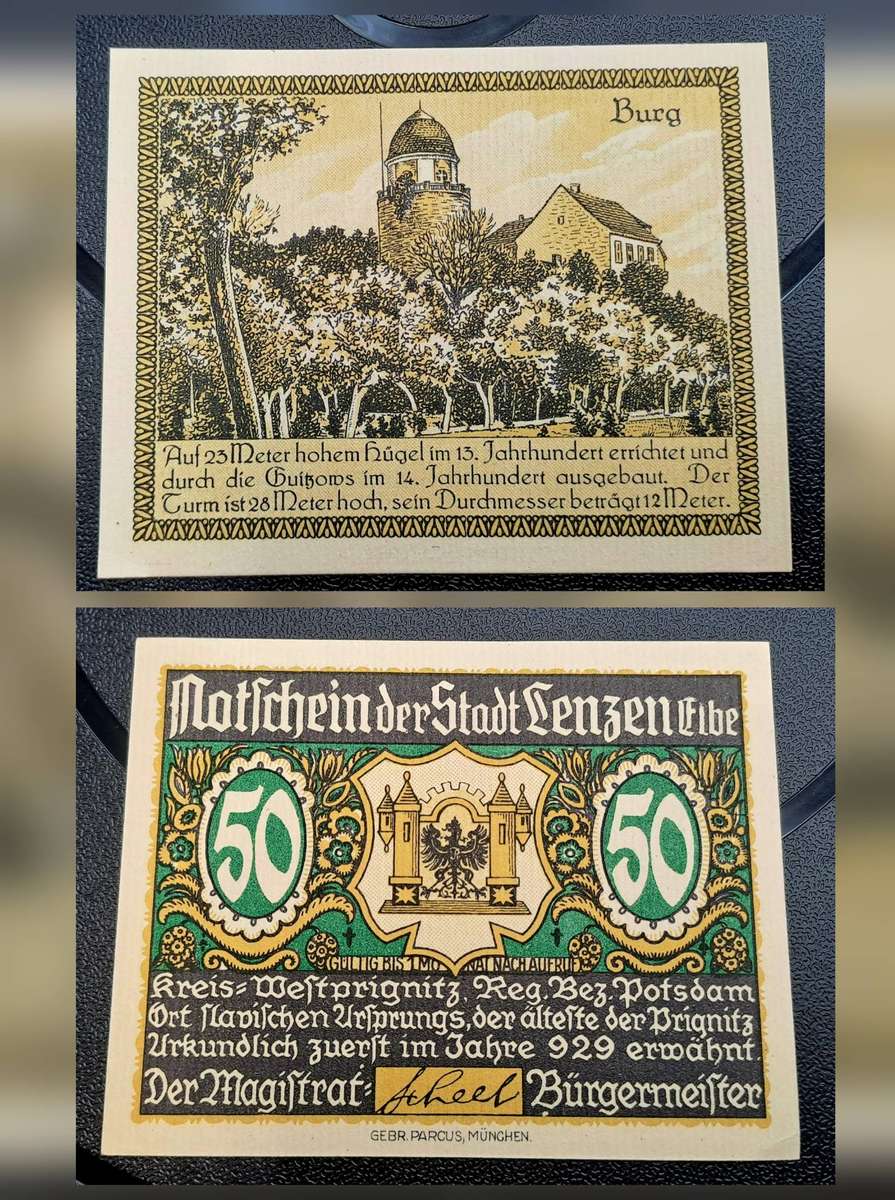 Burg
Auf 23 Meter hohem Hügel im 13. Jahrhundert errichtet und
durch die Quitzows im 14. Jahrhundert ausgebaut. Der
Turm ist 28 Meter hoch, sein Durchmesser beträgt 12 Meter.
Notſchein der Stadt Lenzen Elbe
50 50
GÜLTIG BIS 1 MONAT NACH AUFRUF
Kreis=Westprignitz, Reg. Bez. Potsdam
Ort ſlaviſchen Urſprungs, der älteſte der Prignitz
Urkundlich zuerſt im Jahre 929 erwähnt.
Der Magiſtrat: Scheel Bürgermeiſter
GEBR. PARCUS, MÜNCHEN.